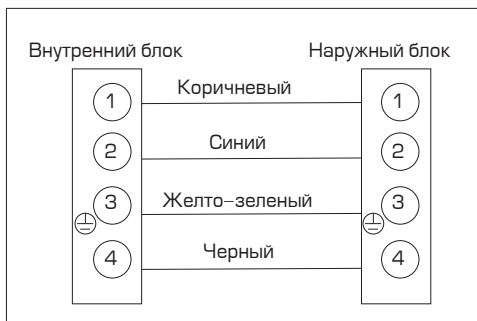 Внутренний блок Наружный блок
1 Коричневый 1
2 Синий 2
3 Желто–зеленый 3
4 Черный 4